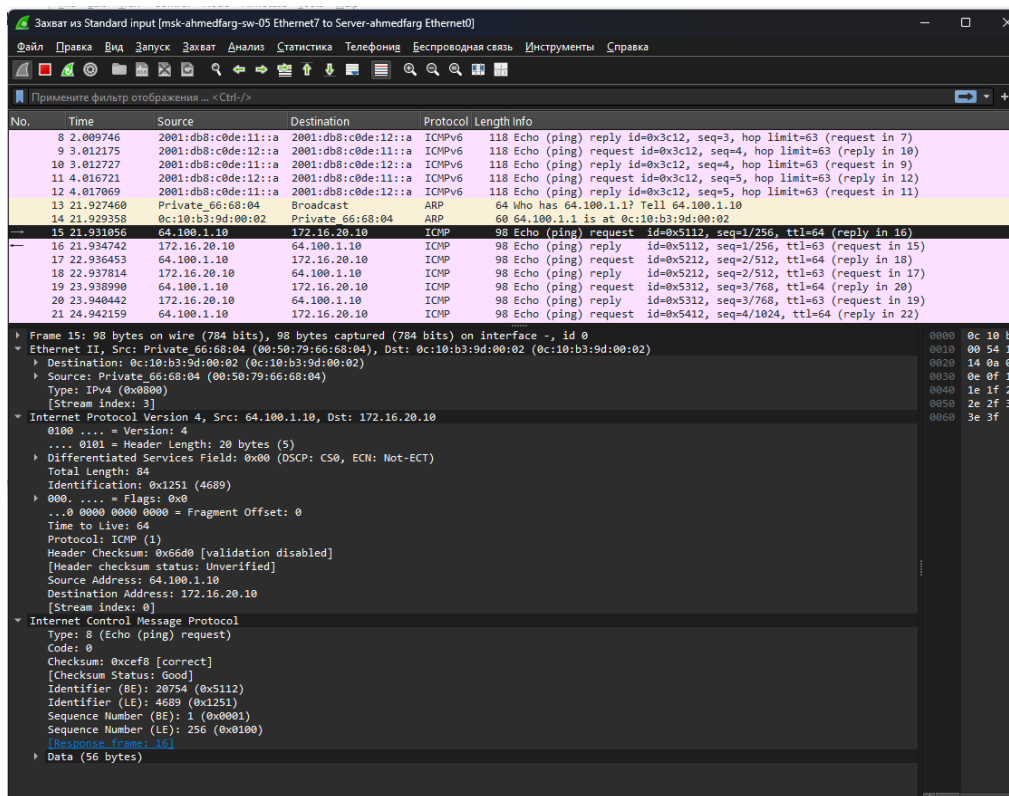 Захват из Standard input [msk-ahmedfarg-sw-05 Ethernet7 to Server-ahmedfarg Ethernet0]
Файл Правка Вид Запуск Захват Анализ Статистика Телефония Беспроводная связь Инструменты Справка
Примените фильтр отображения ... <Ctrl-/>
No. Time Source Destination Protocol Length Info
8 2.009746 2001:db8:c0de:11::a 2001:db8:c0de:12::a ICMPv6 118 Echo (ping) reply id=0x3c12, seq=3, hop limit=63 (request in 7)
9 3.012175 2001:db8:c0de:12::a 2001:db8:c0de:11::a ICMPv6 118 Echo (ping) request id=0x3c12, seq=4, hop limit=63 (reply in 10)
10 3.012727 2001:db8:c0de:11::a 2001:db8:c0de:12::a ICMPv6 118 Echo (ping) reply id=0x3c12, seq=4, hop limit=63 (request in 9)
11 4.016721 2001:db8:c0de:12::a 2001:db8:c0de:11::a ICMPv6 118 Echo (ping) request id=0x3c12, seq=5, hop limit=63 (reply in 12)
12 4.017069 2001:db8:c0de:11::a 2001:db8:c0de:12::a ICMPv6 118 Echo (ping) reply id=0x3c12, seq=5, hop limit=63 (request in 11)
13 21.927460 Private_66:68:04 Broadcast ARP 64 Who has 64.100.1.1? Tell 64.100.1.10
14 21.929358 0c:10:b3:9d:00:02 Private_66:68:04 ARP 60 64.100.1.1 is at 0c:10:b3:9d:00:02
15 21.931056 64.100.1.10 172.16.20.10 ICMP 98 Echo (ping) request id=0x5112, seq=1/256, ttl=64 (reply in 16)
16 21.934742 172.16.20.10 64.100.1.10 ICMP 98 Echo (ping) reply id=0x5112, seq=1/256, ttl=63 (request in 15)
17 22.936453 64.100.1.10 172.16.20.10 ICMP 98 Echo (ping) request id=0x5212, seq=2/512, ttl=64 (reply in 18)
18 22.937814 172.16.20.10 64.100.1.10 ICMP 98 Echo (ping) reply id=0x5212, seq=2/512, ttl=63 (request in 17)
19 23.938990 64.100.1.10 172.16.20.10 ICMP 98 Echo (ping) request id=0x5312, seq=3/768, ttl=64 (reply in 20)
20 23.940442 172.16.20.10 64.100.1.10 ICMP 98 Echo (ping) reply id=0x5312, seq=3/768, ttl=63 (request in 19)
21 24.942159 64.100.1.10 172.16.20.10 ICMP 98 Echo (ping) request id=0x5412, seq=4/1024, ttl=64 (reply in 22)
Frame 15: 98 bytes on wire (784 bits), 98 bytes captured (784 bits) on interface -, id 0
Ethernet II, Src: Private_66:68:04 (00:50:79:66:68:04), Dst: 0c:10:b3:9d:00:02 (0c:10:b3:9d:00:02)
Destination: 0c:10:b3:9d:00:02 (0c:10:b3:9d:00:02)
Source: Private_66:68:04 (00:50:79:66:68:04)
Type: IPv4 (0x0800)
[Stream index: 3]
Internet Protocol Version 4, Src: 64.100.1.10, Dst: 172.16.20.10
0100 .... = Version: 4
.... 0101 = Header Length: 20 bytes (5)
Differentiated Services Field: 0x00 (DSCP: CS0, ECN: Not-ECT)
Total Length: 84
Identification: 0x1251 (4689)
000. .... = Flags: 0x0
...0 0000 0000 0000 = Fragment Offset: 0
Time to Live: 64
Protocol: ICMP (1)
Header Checksum: 0x66d0 [validation disabled]
[Header checksum status: Unverified]
Source Address: 64.100.1.10
Destination Address: 172.16.20.10
[Stream index: 0]
Internet Control Message Protocol
Type: 8 (Echo (ping) request)
Code: 0
Checksum: 0xcef8 [correct]
[Checksum Status: Good]
Identifier (BE): 20754 (0x5112)
Identifier (LE): 4689 (0x1251)
Sequence Number (BE): 1 (0x0001)
Sequence Number (LE): 256 (0x0100)
[Response frame: 16]
Data (56 bytes)
0000 0c 10
0010 00 54
0020 14 0a
0030 0e 0f
0040 1e 1f
0050 2e 2f
0060 3e 3f